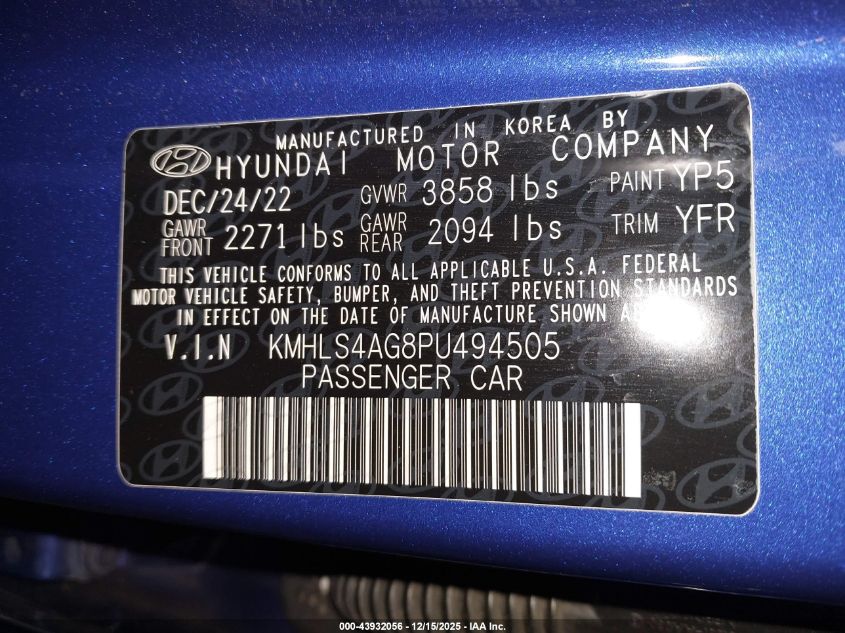 MANUFACTURED IN KOREA BY
HYUNDAI MOTOR COMPANY
DEC/24/22 GVWR 3858 lbs PAINT YP5
GAWR FRONT 2271 lbs GAWR REAR 2094 lbs TRIM YFR
THIS VEHICLE CONFORMS TO ALL APPLICABLE U.S.A. FEDERAL
MOTOR VEHICLE SAFETY, BUMPER, AND THEFT PREVENTION STANDARDS
IN EFFECT ON THE DATE OF MANUFACTURE SHOWN
V.I.N KMHLS4AG8PU494505
PASSENGER CAR
000-43932056 - 12/15/2025 - IAA Inc.